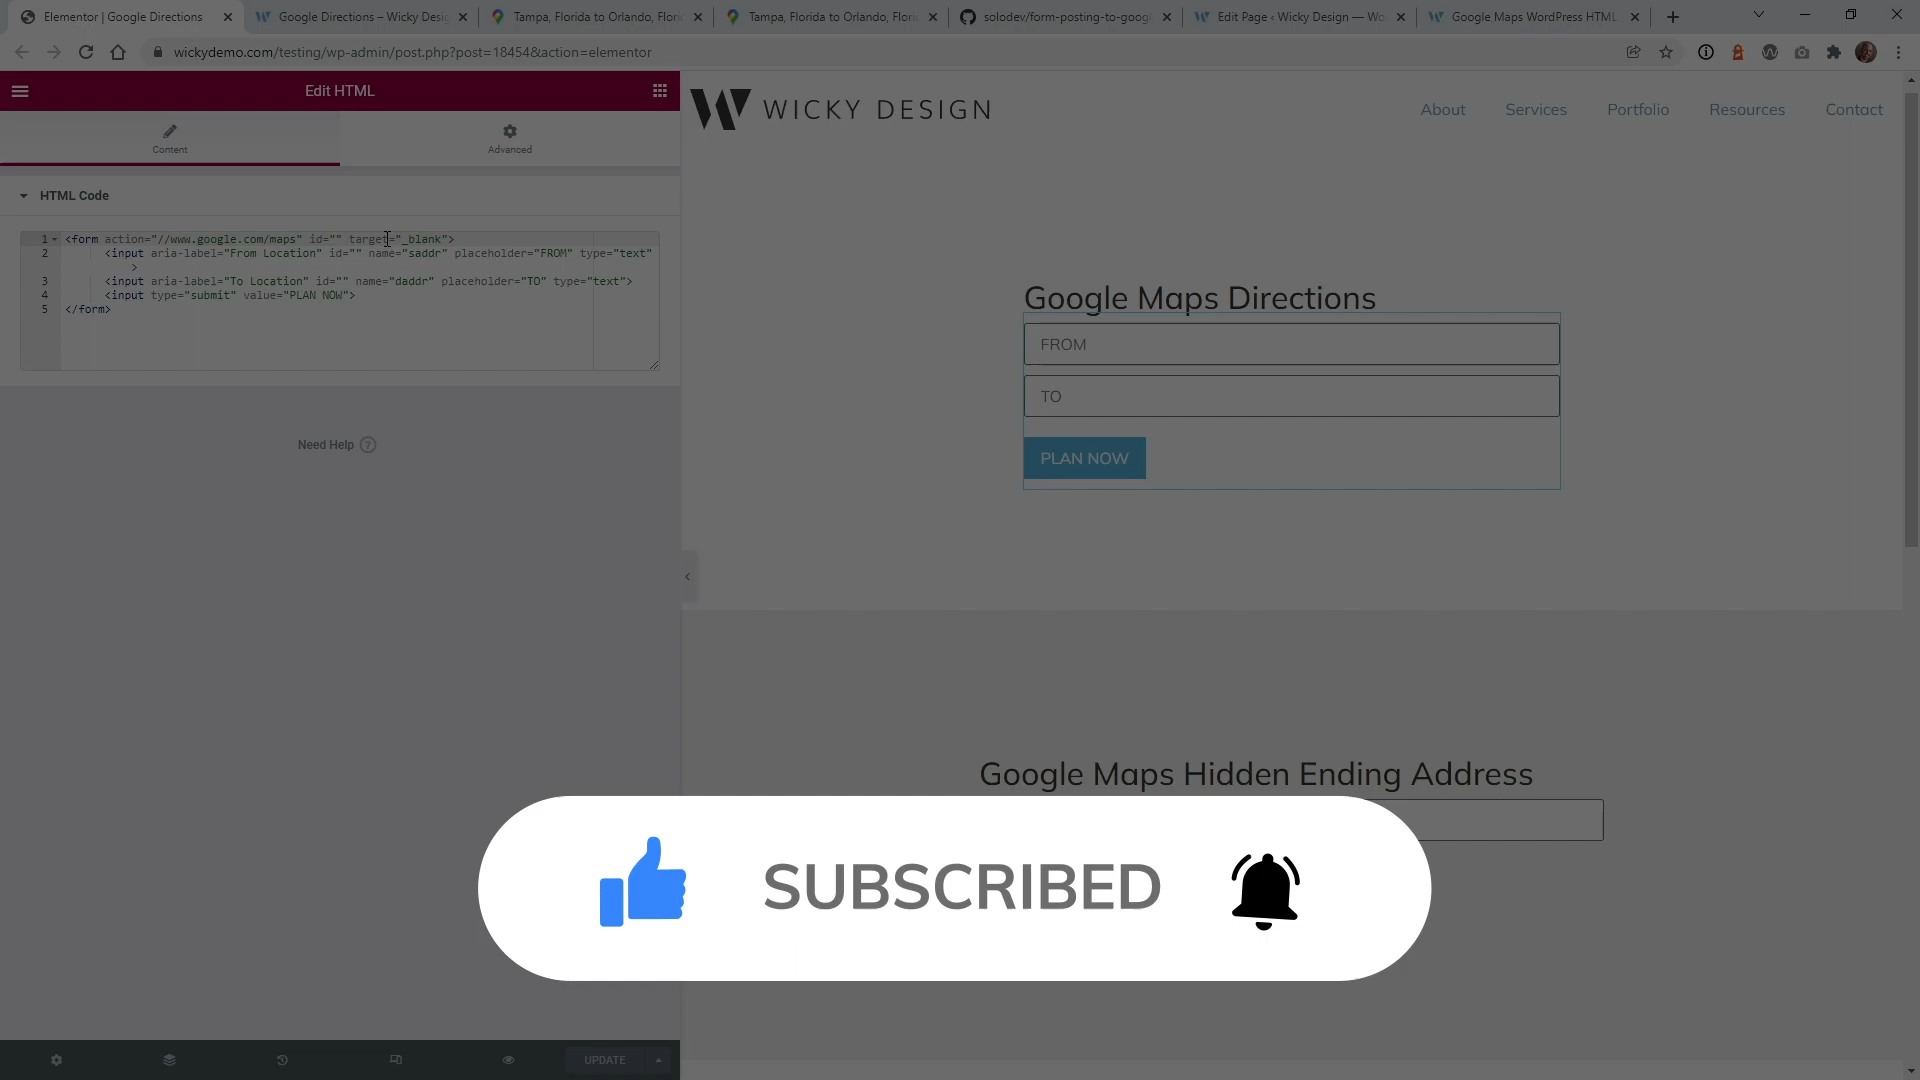 Elementor | Google Directions
Google Directions – Wicky Desig
Tampa, Florida to Orlando, Flori
Tampa, Florida to Orlando, Flori
solodev/form-posting-to-googl
Edit Page ‹ Wicky Design — Wo
Google Maps WordPress HTML
wickydemo.com/testing/wp-admin/post.php?post=18454&action=elementor
Edit HTML
Content
Advanced
HTML Code
1 <form action="//www.google.com/maps" id="" target="_blank">
2 <input aria-label="From Location" id="" name="saddr" placeholder="FROM" type="text"
>
3 <input aria-label="To Location" id="" name="daddr" placeholder="TO" type="text">
4 <input type="submit" value="PLAN NOW">
5 </form>
Need Help ?
UPDATE
WICKY DESIGN
About
Services
Portfolio
Resources
Contact
Google Maps Directions
FROM
TO
PLAN NOW
Google Maps Hidden Ending Address
SUBSCRIBED